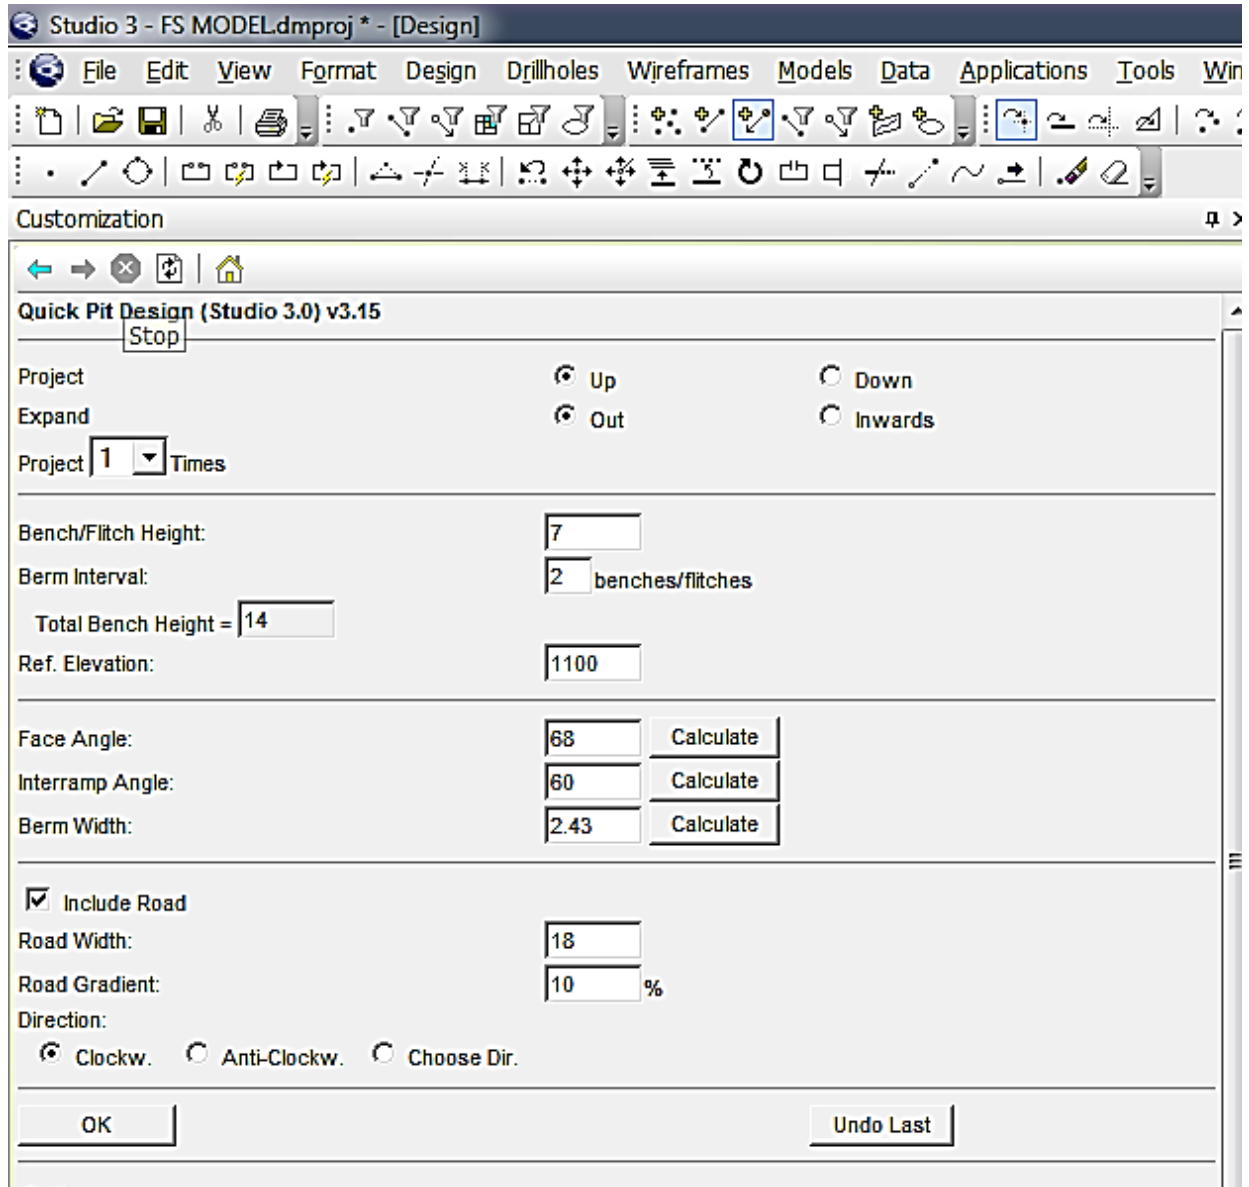 Studio 3 - FS MODEL.dmproj * - [Design]
File Edit View Format Design Drillholes Wireframes Models Data Applications Tools Win
Customization
Quick Pit Design (Studio 3.0) v3.15
Stop
Project Up Down
Expand Out Inwards
Project 1 Times
Bench/Flitch Height: 7
Berm Interval: 2 benches/flitches
Total Bench Height = 14
Ref. Elevation: 1100
Face Angle: 68 Calculate
Interramp Angle: 60 Calculate
Berm Width: 2.43 Calculate
Include Road
Road Width: 18
Road Gradient: 10 %
Direction:
Clockw. Anti-Clockw. Choose Dir.
OK Undo Last